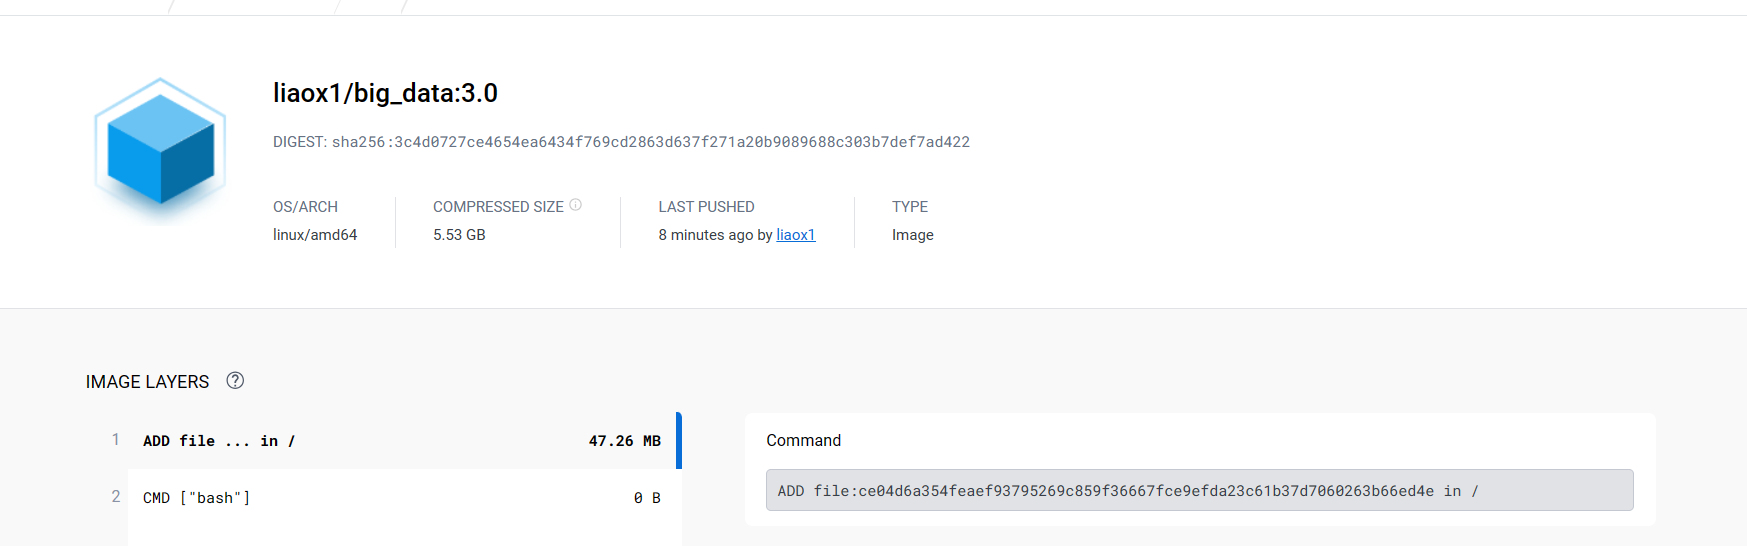 liaox1/big_data:3.0
DIGEST: sha256:3c4d0727ce4654ea6434f769cd2863d637f271a20b9089688c303b7def7ad422
OS/ARCH
linux/amd64
COMPRESSED SIZE
5.53 GB
LAST PUSHED
8 minutes ago by liaox1
TYPE
Image
IMAGE LAYERS
1 ADD file ... in / 47.26 MB
2 CMD ["bash"] 0 B
Command
ADD file:ce04d6a354feaef93795269c859f36667fce9efda23c61b37d7060263b66ed4e in /